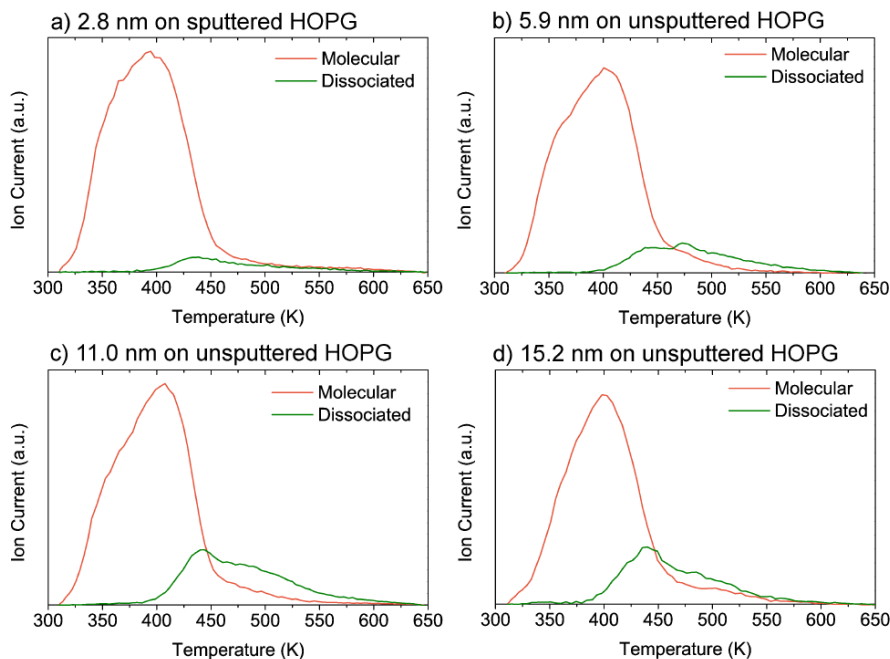 a) 2.8 nm on sputtered HOPG
Ion Current (a.u.)
Molecular
Dissociated
300 350 400 450 500 550 600 650
Temperature (K)
b) 5.9 nm on unsputtered HOPG
Ion Current (a.u.)
Molecular
Dissociated
300 350 400 450 500 550 600 650
Temperature (K)
c) 11.0 nm on unsputtered HOPG
Ion Current (a.u.)
Molecular
Dissociated
300 350 400 450 500 550 600 650
Temperature (K)
d) 15.2 nm on unsputtered HOPG
Ion Current (a.u.)
Molecular
Dissociated
300 350 400 450 500 550 600 650
Temperature (K)